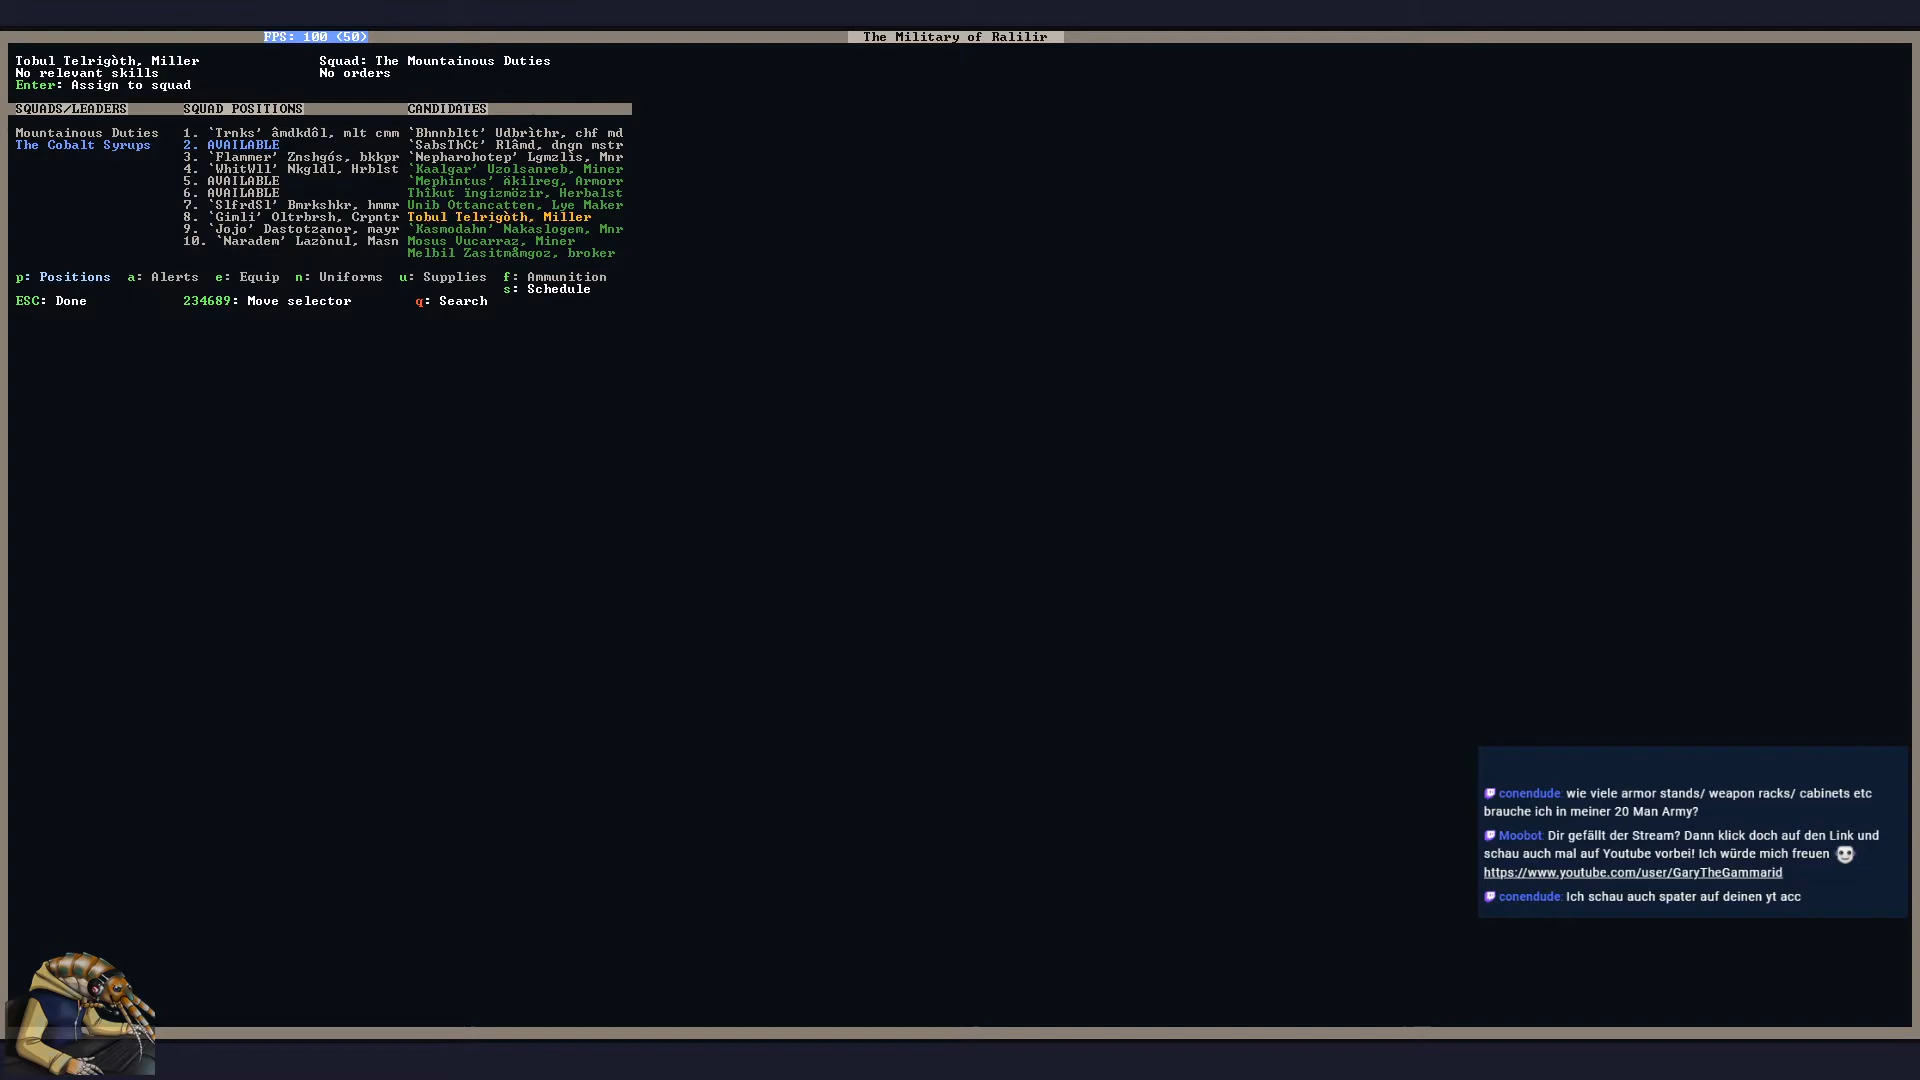 FPS: 100 (50)
The Military of Ralilir
Tobul Telrigòth, Miller
Squad: The Mountainous Duties
No relevant skills
No orders
Enter: Assign to squad
SQUADS/LEADERS SQUAD POSITIONS CANDIDATES
Mountainous Duties 1. `Trnks' âmdkdôl, mlt cmm `Bhnnbltt' Udbrìthr, chf md
The Cobalt Syrups 2. AVAILABLE `SabsThCt' Rlâmd, dngn mstr
3. `Flammer' Znshgós, bkkpr `Nepharohotep' Lgmzlìs, Mnr
4. `WhitWll' Nkgldl, Hrblst `Kaalgar' Uzolsanreb, Miner
5. AVAILABLE `Mephintus' äkilreg, Armorr
6. AVAILABLE Thîkut ïngizmözir, Herbalst
7. `SlfrdSl' Bmrkshkr, hmmr Unib Ottancatten, Lye Maker
8. `Gimli' Oltrbrsh, Crpntr Tobul Telrigòth, Miller
9. `Jojo' Dastotzanor, mayr `Kasmodahn' Nakaslogem, Mnr
10. `Naradem' Lazònul, Masn Mosus Vucarraz, Miner
Melbil Zasitmåmgoz, broker
p: Positions a: Alerts e: Equip n: Uniforms u: Supplies f: Ammunition
s: Schedule
ESC: Done 234689: Move selector q: Search
conendude: wie viele armor stands/ weapon racks/ cabinets etc
brauche ich in meiner 20 Man Army?
Moobot: Dir gefällt der Stream? Dann klick doch auf den Link und
schau auch mal auf Youtube vorbei! Ich würde mich freuen
https://www.youtube.com/user/GaryTheGammarid
conendude: Ich schau auch spater auf deinen yt acc